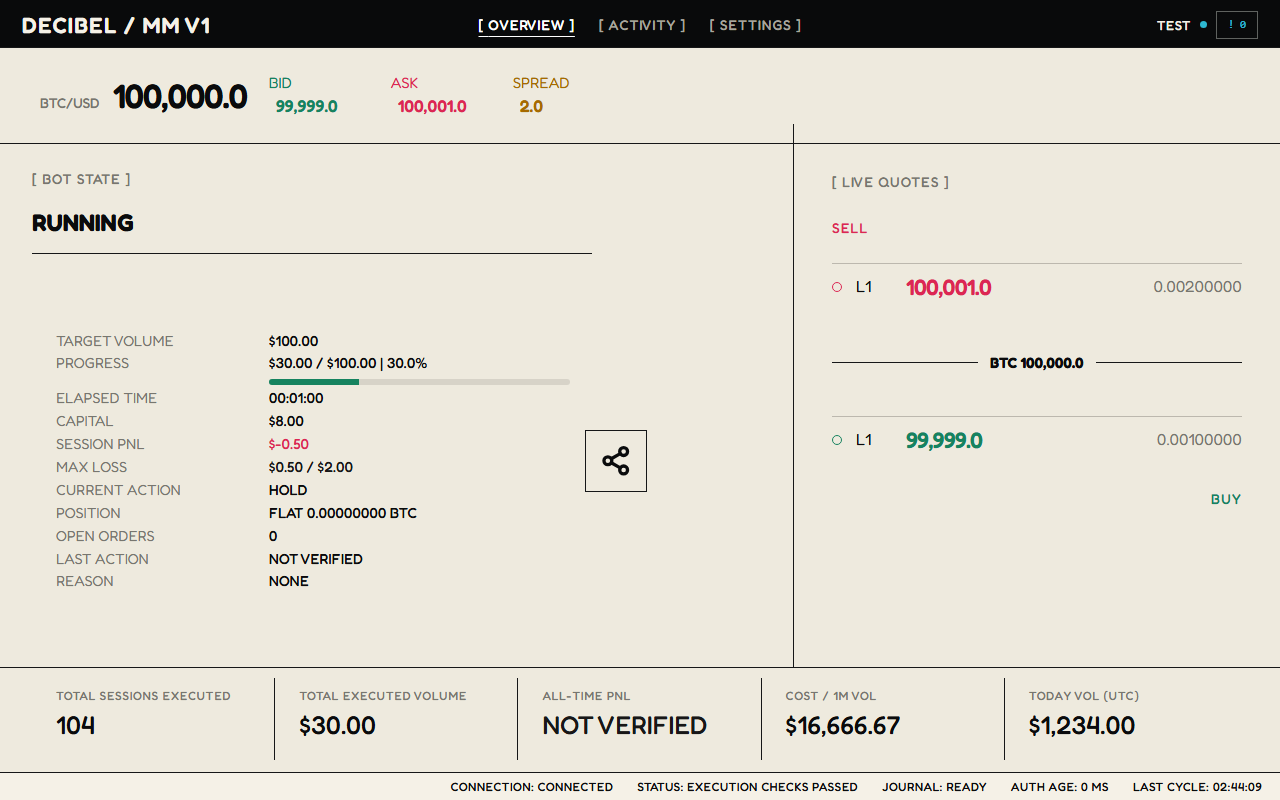 DECIBEL / MM V1
[ OVERVIEW ] [ ACTIVITY ] [ SETTINGS ]
TEST ! 0
BTC/USD 100,000.0
BID
99,999.0
ASK
100,001.0
SPREAD
2.0
[ BOT STATE ]
RUNNING
TARGET VOLUME $100.00
PROGRESS $30.00 / $100.00 | 30.0%
ELAPSED TIME 00:01:00
CAPITAL $8.00
SESSION PNL $-0.50
MAX LOSS $0.50 / $2.00
CURRENT ACTION HOLD
POSITION FLAT 0.00000000 BTC
OPEN ORDERS 0
LAST ACTION NOT VERIFIED
REASON NONE
[ LIVE QUOTES ]
SELL
L1 100,001.0 0.00200000
BTC 100,000.0
L1 99,999.0 0.00100000
BUY
TOTAL SESSIONS EXECUTED
104
TOTAL EXECUTED VOLUME
$30.00
ALL-TIME PNL
NOT VERIFIED
COST / 1M VOL
$16,666.67
TODAY VOL (UTC)
$1,234.00
CONNECTION: CONNECTED STATUS: EXECUTION CHECKS PASSED JOURNAL: READY AUTH AGE: 0 MS LAST CYCLE: 02:44:09